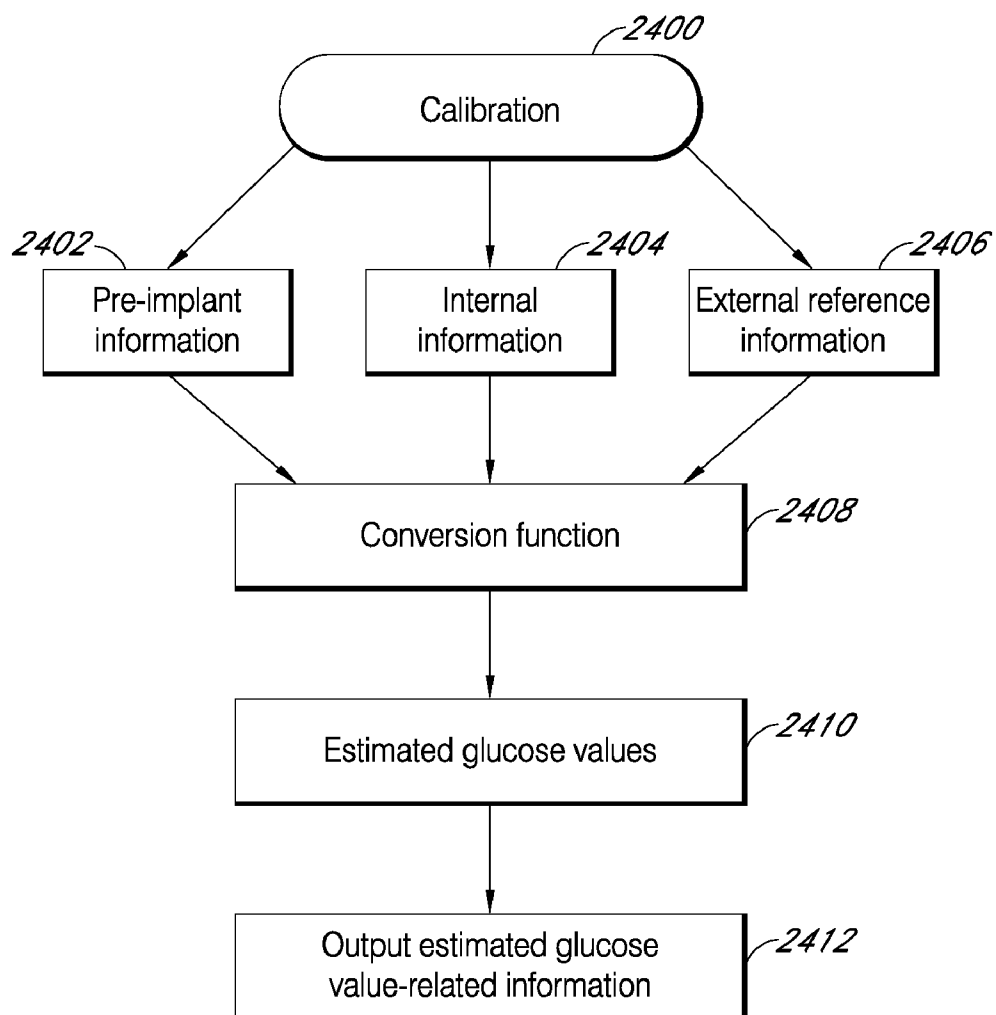 2400
Calibration
2402
2404
2406
Pre-implant
information
Internal
information
External reference
information
Conversion function
2408
Estimated glucose values
2410
Output estimated glucose
value-related information
2412